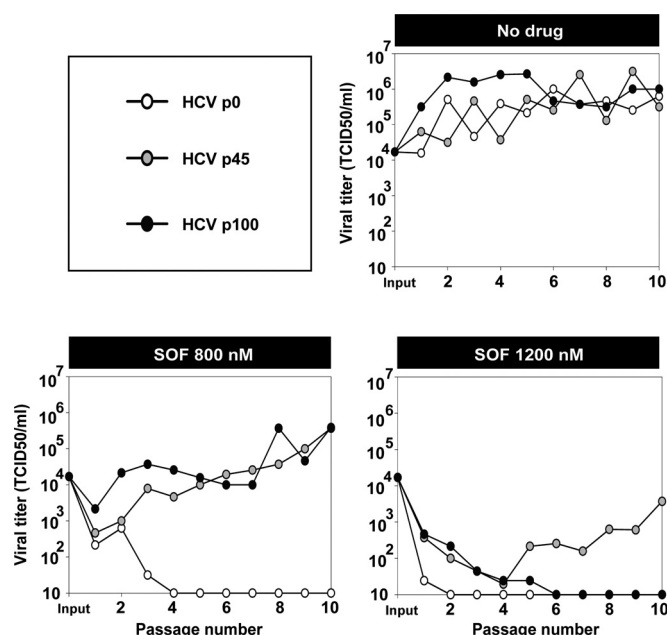 No drug
HCV p0
HCV p45
HCV p100
Viral titer (TCID50/ml)
10^7
10^6
10^5
10^4
10^3
10^2
10
Input 2 4 6 8 10
SOF 800 nM
SOF 1200 nM
Viral titer (TCID50/ml)
10^7
10^6
10^5
10^4
10^3
10^2
10
Input 2 4 6 8 10
Passage number
10^7
10^6
10^5
10^4
10^3
10^2
10
Input 2 4 6 8 10
Passage number